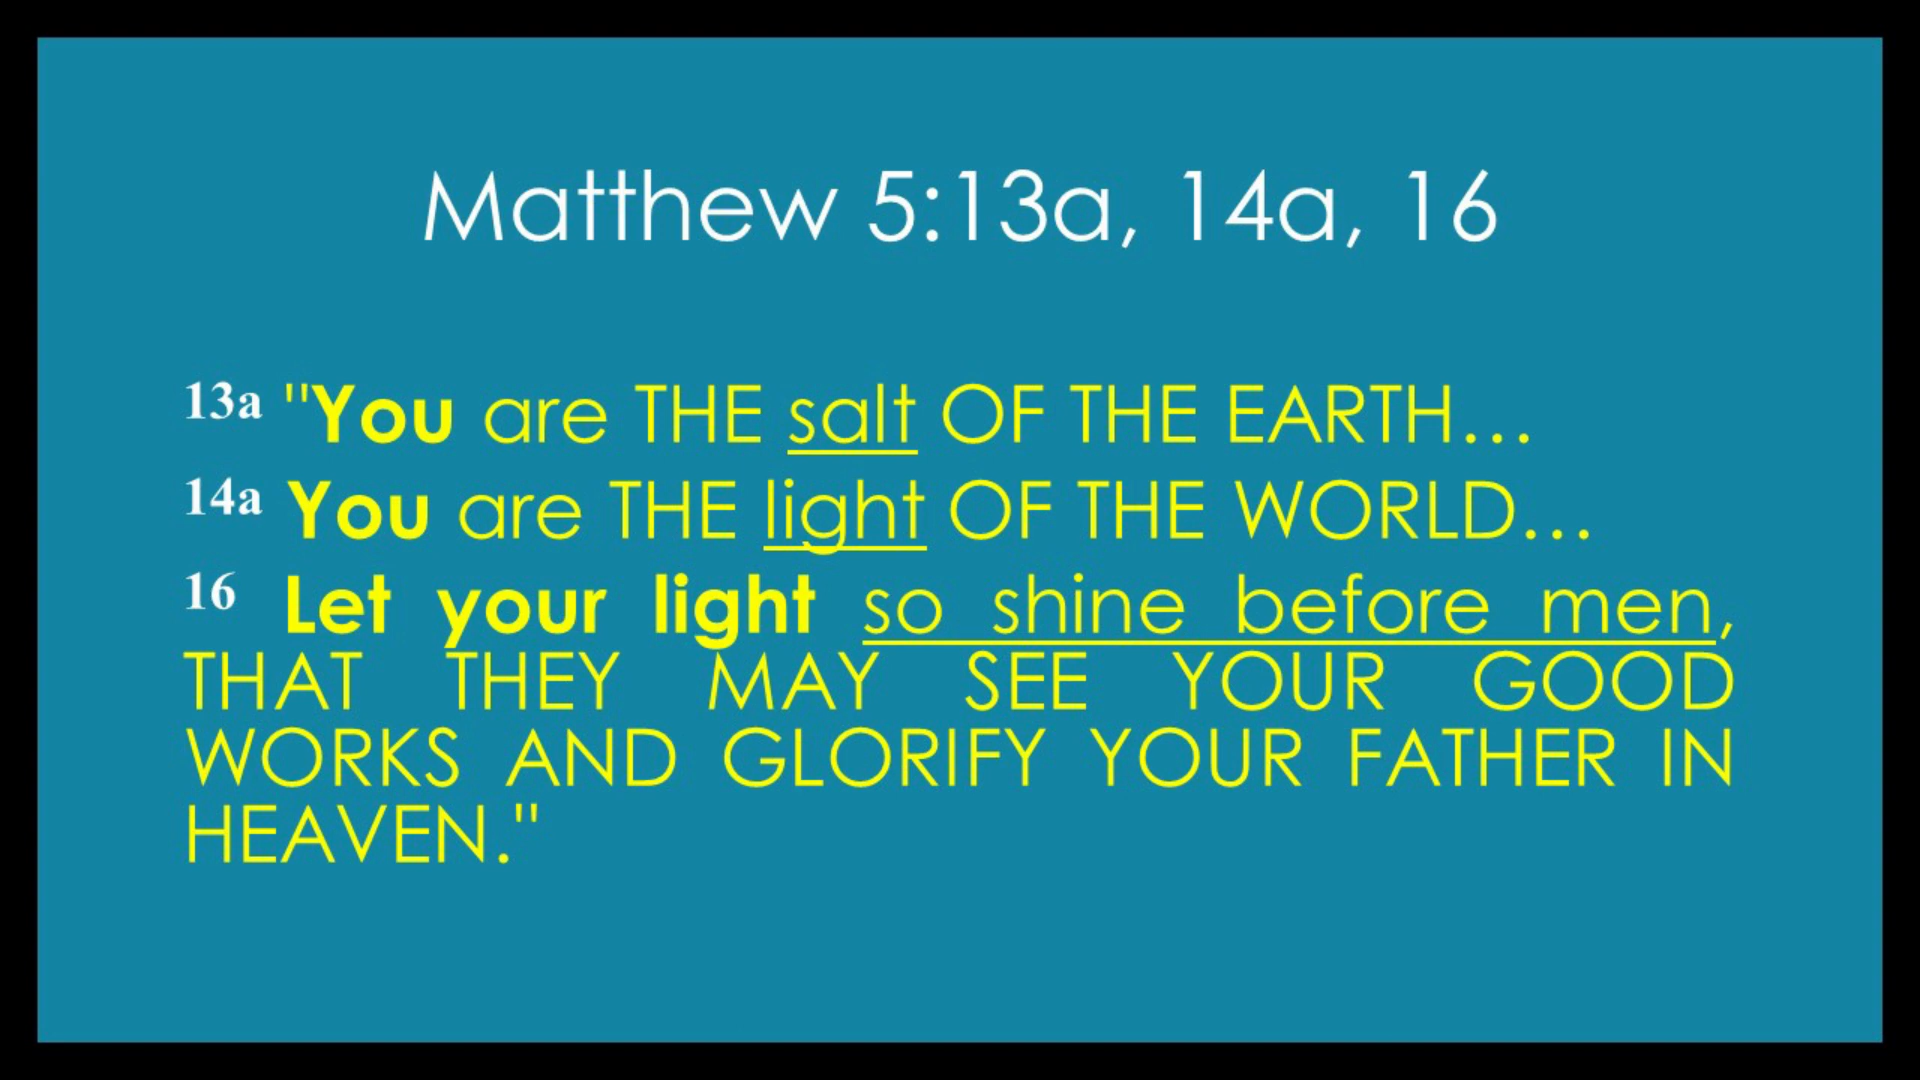 Matthew 5:13a, 14a, 16
13a "You are THE salt OF THE EARTH…
14a You are THE light OF THE WORLD…
16 Let your light so shine before men,
THAT THEY MAY SEE YOUR GOOD
WORKS AND GLORIFY YOUR FATHER IN
HEAVEN."